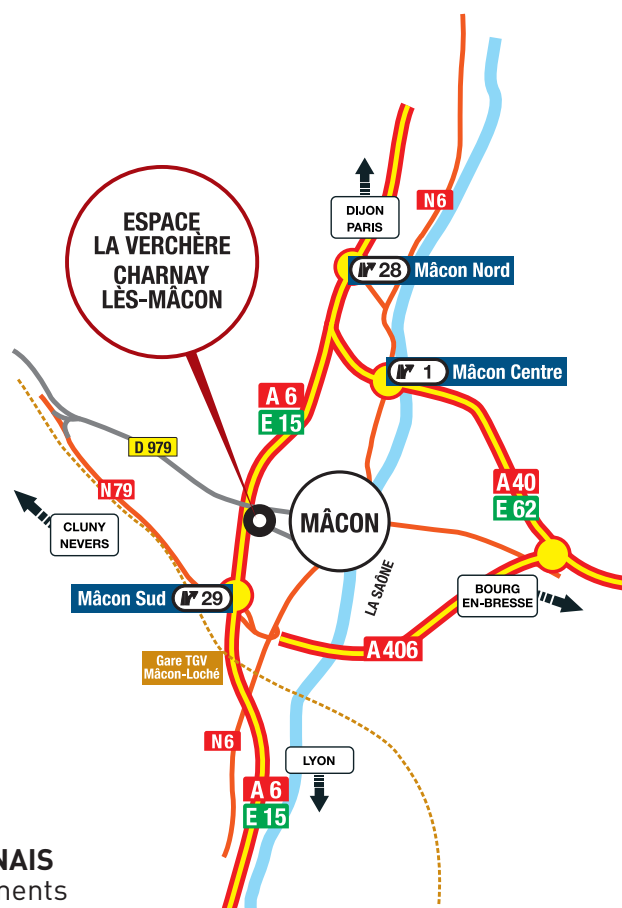 N6
DIJON
PARIS
ESPACE
LA VERCHÈRE
CHARNAY
LÈS-MÂCON
28 Mâcon Nord
1 Mâcon Centre
A 6
E 15
D 979
N79
A 40
E 62
MÂCON
CLUNY
NEVERS
LA SAÔNE
BOURG
EN-BRESSE
Mâcon Sud 29
A 406
Gare TGV
Mâcon-Loché
N6
LYON
A 6
E 15
NAIS
ments